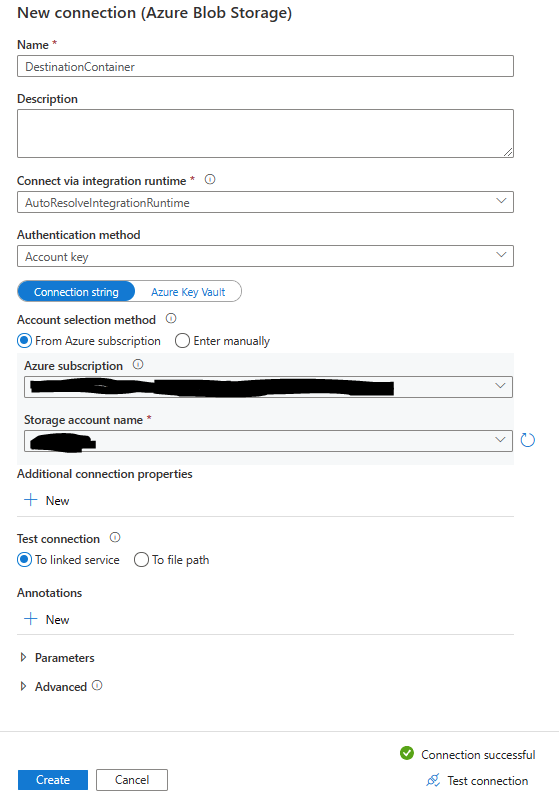 New connection (Azure Blob Storage)
Name *
DestinationContainer
Description
Connect via integration runtime *
AutoResolveIntegrationRuntime
Authentication method
Account key
Connection string Azure Key Vault
Account selection method
From Azure subscription Enter manually
Azure subscription
Storage account name *
Additional connection properties
+ New
Test connection
To linked service To file path
Annotations
+ New
Parameters
Advanced
Connection successful
Create Cancel Test connection